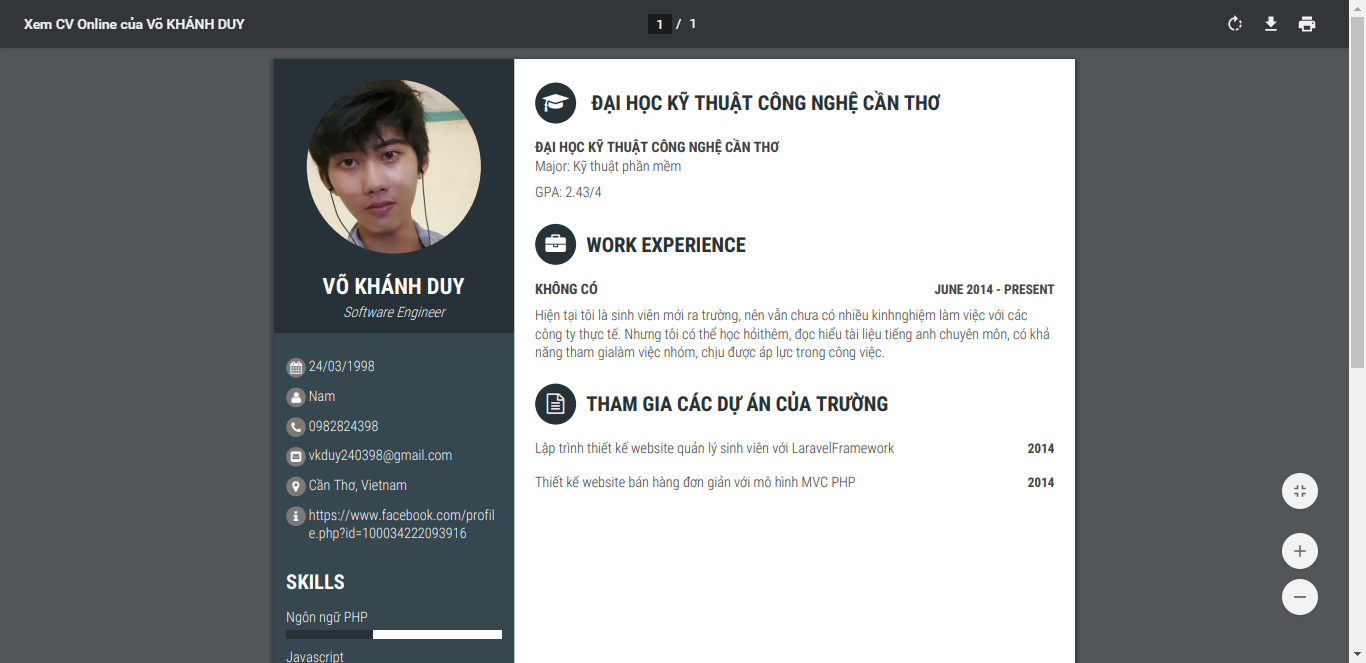 Xem CV Online của Võ KHÁNH DUY
1 / 1
VÕ KHÁNH DUY
Software Engineer
24/03/1998
Nam
0982824398
vkduy240398@gmail.com
Cần Thơ, Vietnam
https://www.facebook.com/profil
e.php?id=100034222093916
SKILLS
Ngôn ngữ PHP
Javascript
ĐẠI HỌC KỸ THUẬT CÔNG NGHỆ CẦN THƠ
ĐẠI HỌC KỸ THUẬT CÔNG NGHỆ CẦN THƠ
Major: Kỹ thuật phần mềm
GPA: 2.43/4
WORK EXPERIENCE
KHÔNG CÓ JUNE 2014 - PRESENT
Hiện tại tôi là sinh viên mới ra trường, nên vẫn chưa có nhiều kinhnghiệm làm việc với các
công ty thực tế. Nhưng tôi có thể học hỏithêm, đọc hiểu tài liệu tiếng anh chuyên môn, có khả
năng tham gialàm việc nhóm, chịu được áp lực trong công việc.
THAM GIA CÁC DỰ ÁN CỦA TRƯỜNG
Lập trình thiết kế website quản lý sinh viên với LaravelFramework 2014
Thiết kế website bán hàng đơn giản với mô hình MVC PHP 2014